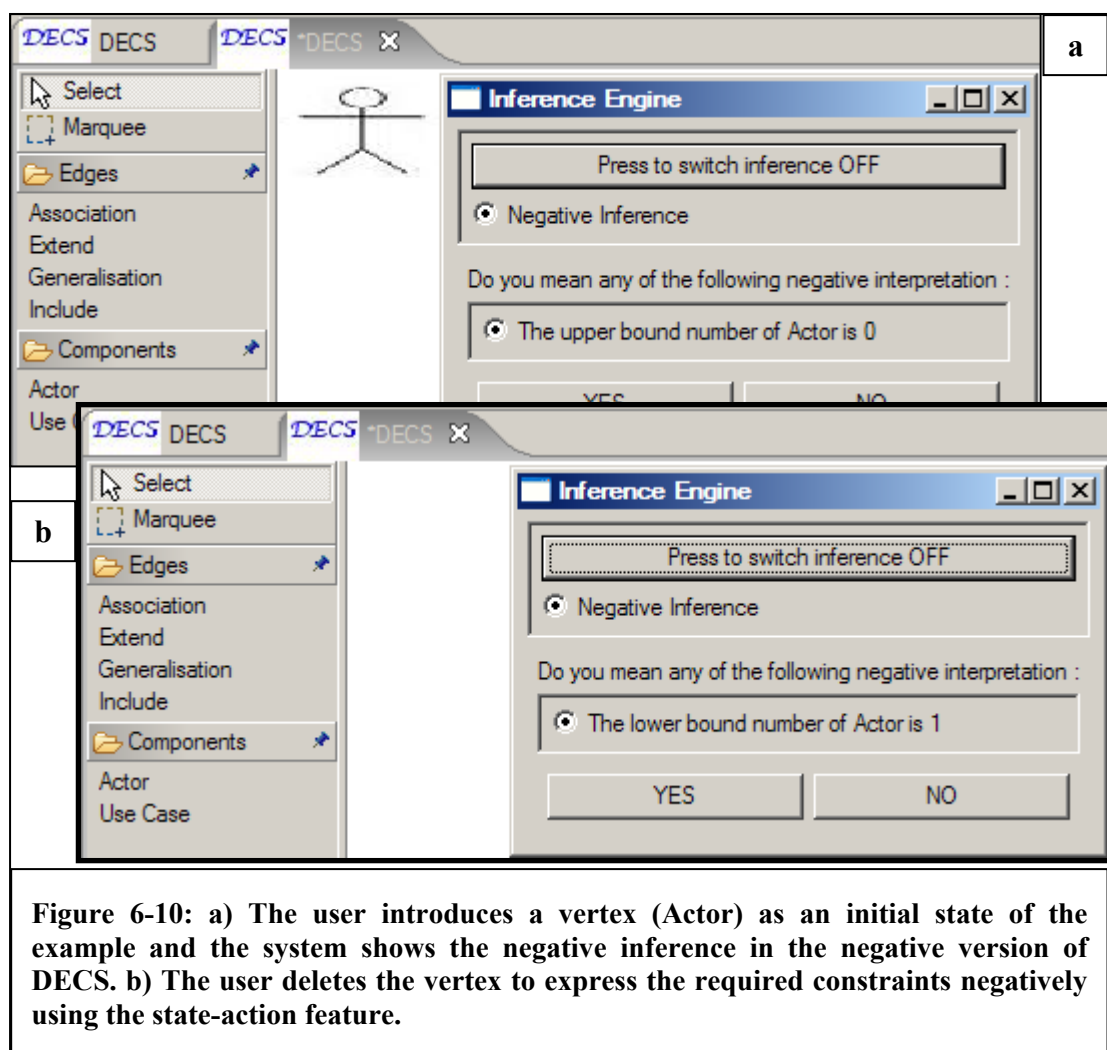 DECS DECS DECS *DECS
a
Select
Marquee
Edges
Association
Extend
Generalisation
Include
Components
Actor
Use
Inference Engine
Press to switch inference OFF
Negative Inference
Do you mean any of the following negative interpretation :
The upper bound number of Actor is 0
YES NO
b
DECS DECS DECS *DECS
Select
Marquee
Edges
Association
Extend
Generalisation
Include
Components
Actor
Use Case
Inference Engine
Press to switch inference OFF
Negative Inference
Do you mean any of the following negative interpretation :
The lower bound number of Actor is 1
YES NO
Figure 6-10: a) The user introduces a vertex (Actor) as an initial state of the
example and the system shows the negative inference in the negative version of
DECS. b) The user deletes the vertex to express the required constraints negatively
using the state-action feature.